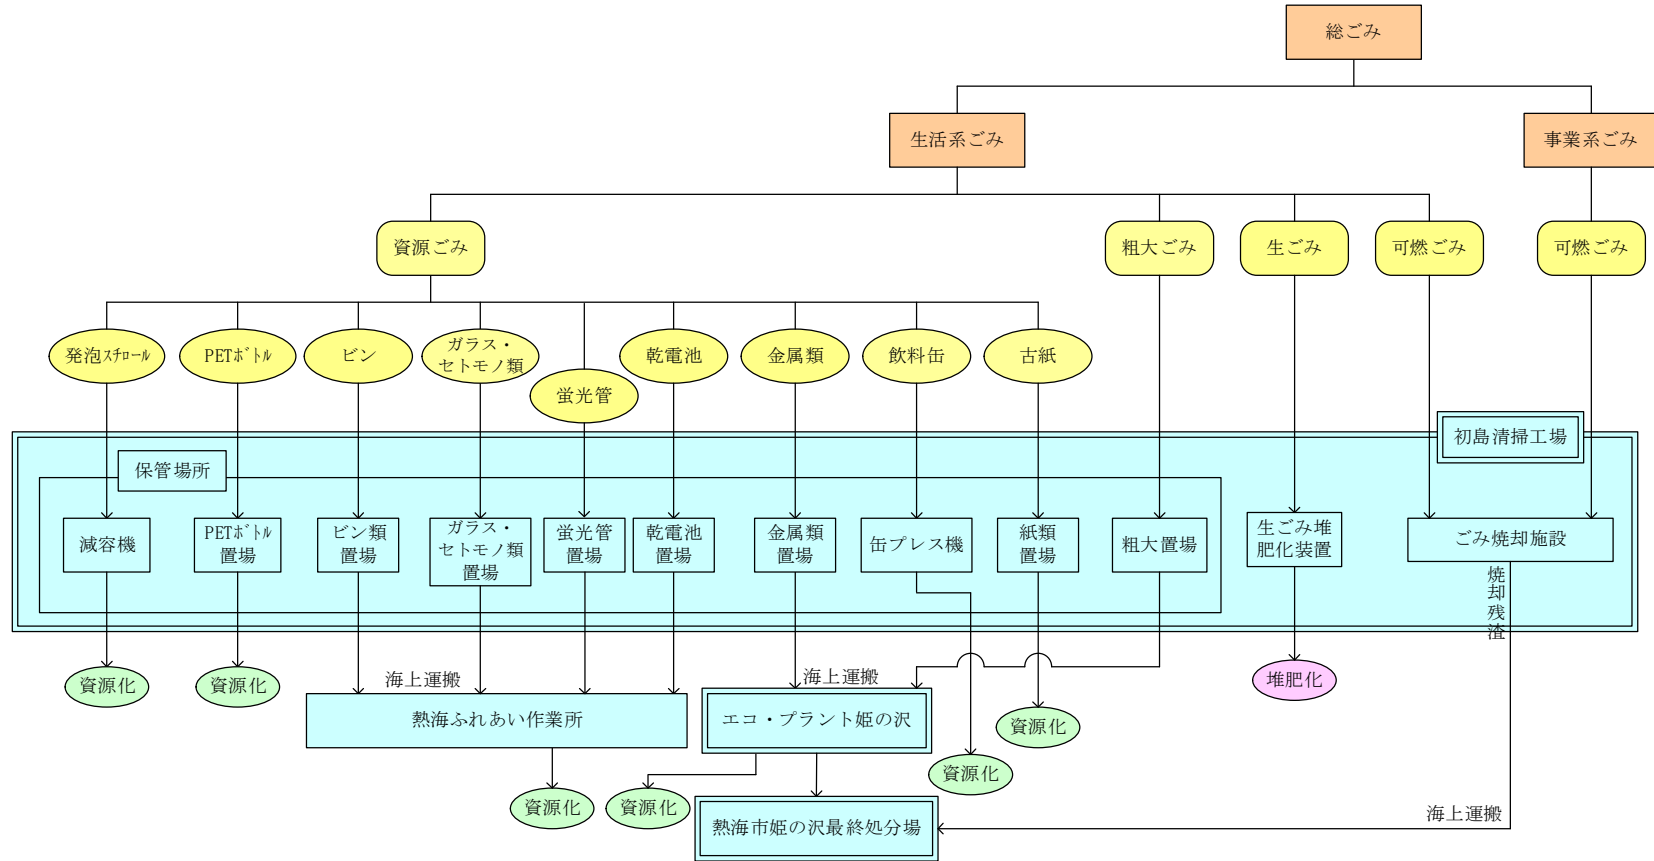 総ごみ
生活系ごみ
事業系ごみ
資源ごみ
粗大ごみ
生ごみ
可燃ごみ
可燃ごみ
発泡ｽﾁﾛｰﾙ
PETﾎﾞﾄﾙ
ビン
ガラス・
セトモノ類
蛍光管
乾電池
金属類
飲料缶
古紙
初島清掃工場
保管場所
減容機
PETﾎﾞﾄﾙ
置場
ビン類
置場
ガラス・
セトモノ類
置場
蛍光管
置場
乾電池
置場
金属類
置場
缶プレス機
紙類
置場
粗大置場
生ごみ堆
肥化装置
ごみ焼却施設
焼却残渣
資源化
資源化
海上運搬
海上運搬
堆肥化
熱海ふれあい作業所
エコ・プラント姫の沢
資源化
資源化
資源化
資源化
熱海市姫の沢最終処分場
海上運搬